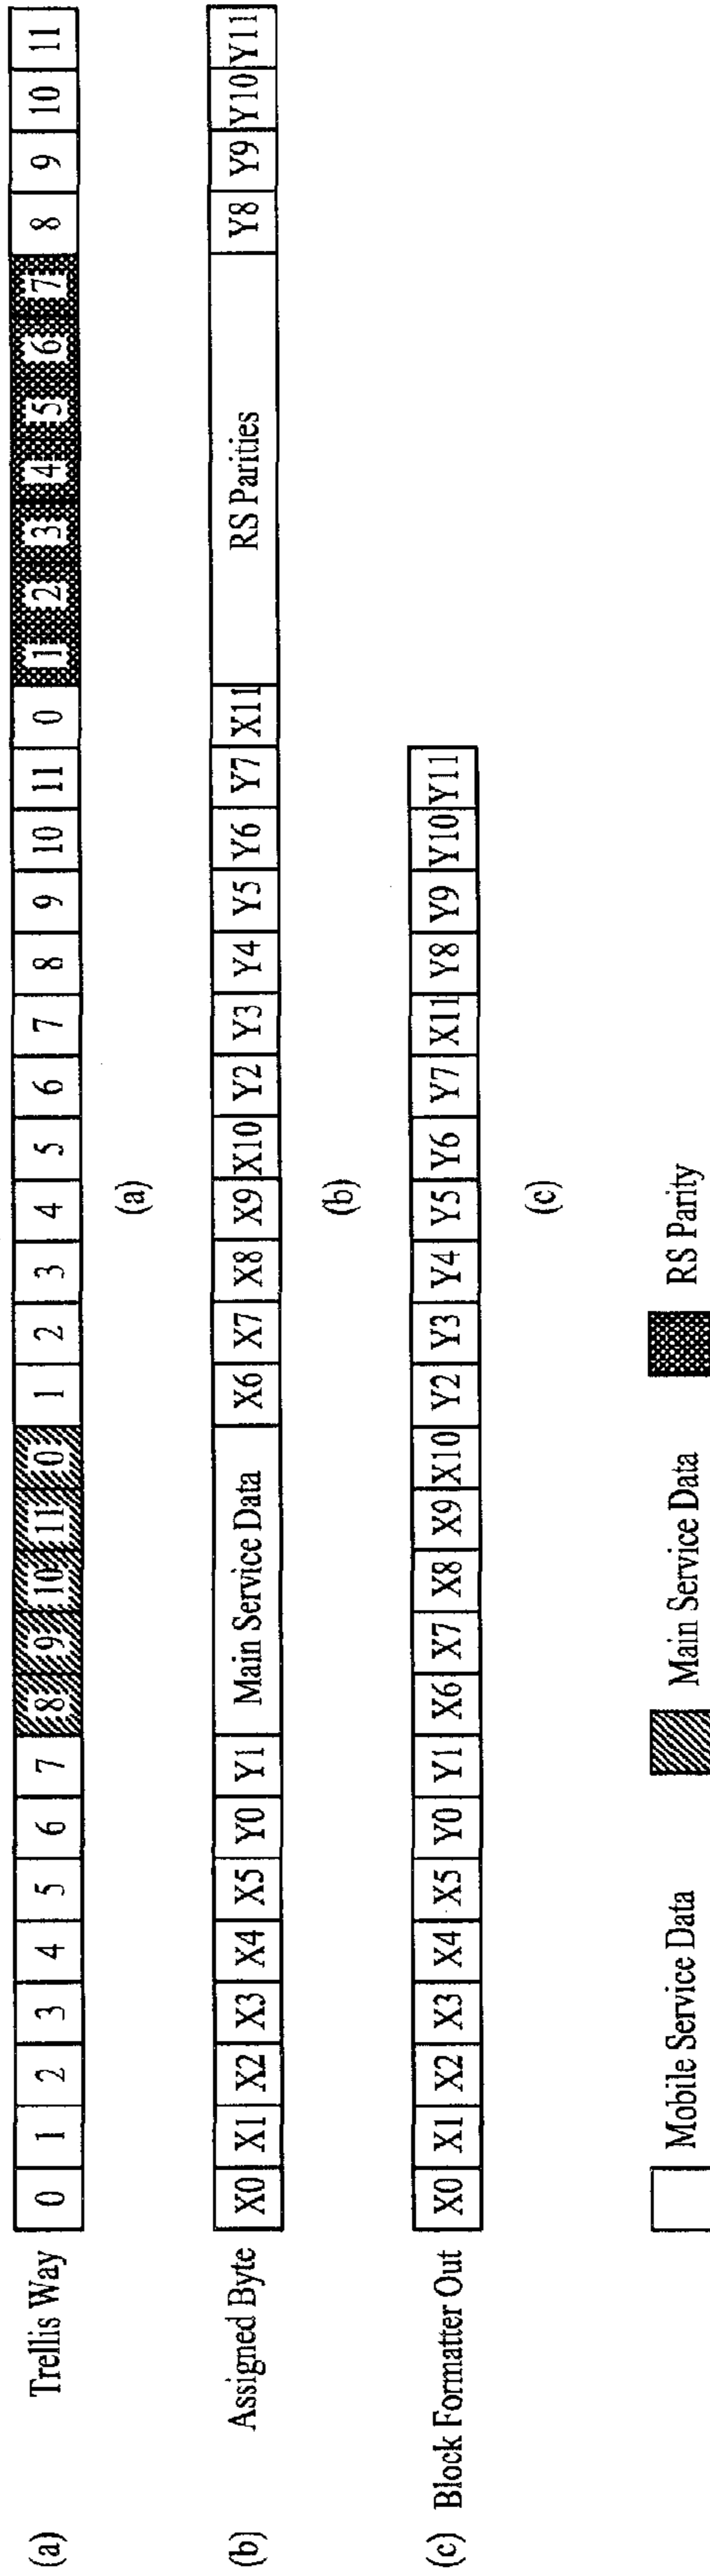 (a) Trellis Way 0 1 2 3 4 5 6 7 8 9 10 11 0 1 2 3 4 5 6 7 8 9 10 11 0 1 2 3 4 5 6 7 8 9 10 11
(a)
(b) Assigned Byte X0 X1 X2 X3 X4 X5 Y0 Y1 Main Service Data X6 X7 X8 X9 X10 Y2 Y3 Y4 Y5 Y6 Y7 X11 RS Parities Y8 Y9 Y10 Y11
(b)
(c) Block Formatter Out X0 X1 X2 X3 X4 X5 Y0 Y1 X6 X7 X8 X9 X10 Y2 Y3 Y4 Y5 Y6 Y7 X11 Y8 Y9 Y10 Y11
(c)
Mobile Service Data Main Service Data RS Parity